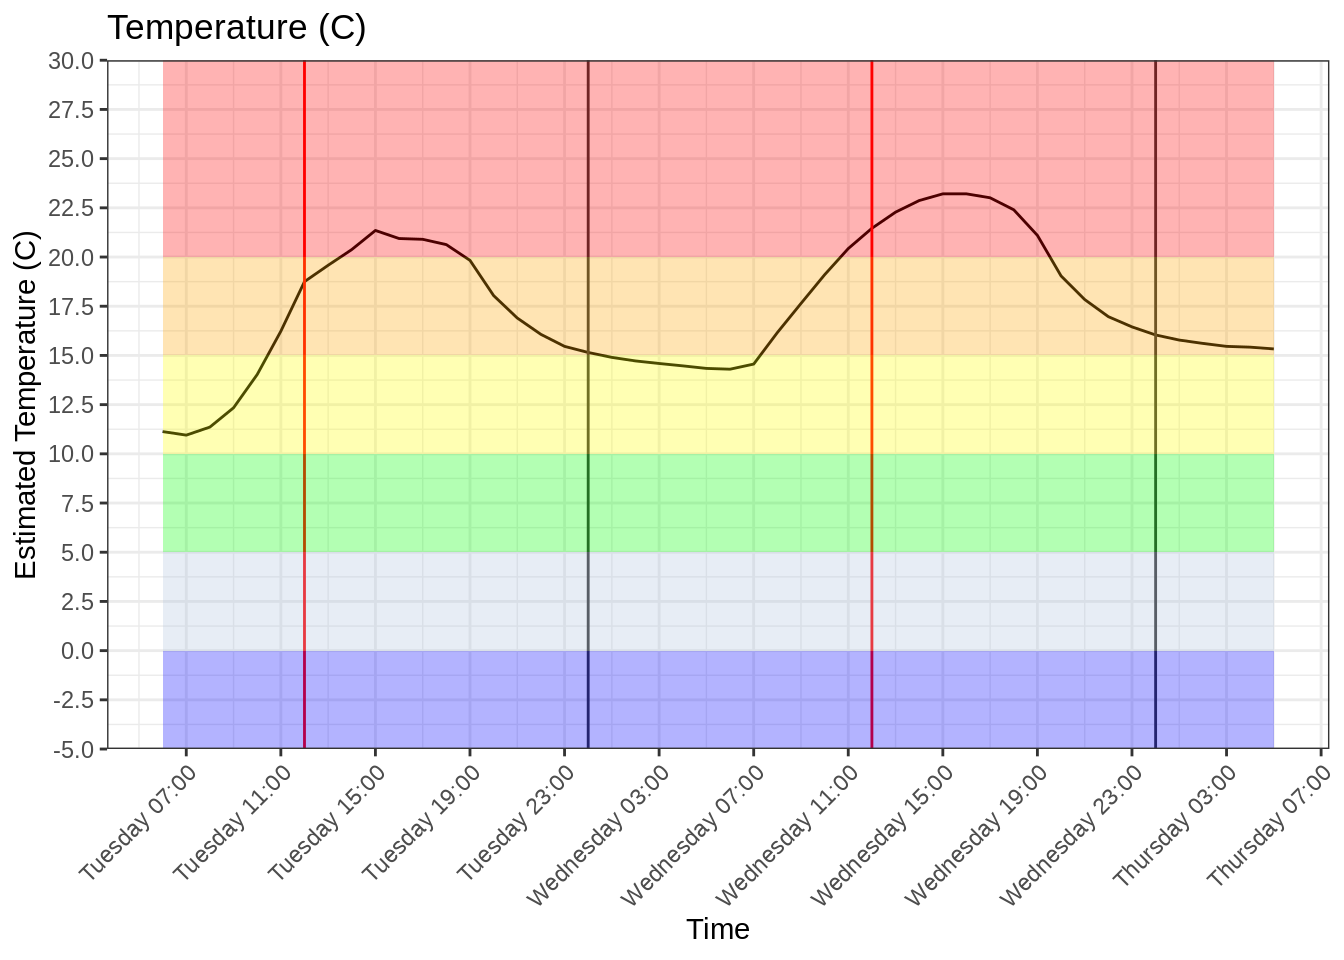 Temperature (C)
Estimated Temperature (C)
30.0
27.5
25.0
22.5
20.0
17.5
15.0
12.5
10.0
7.5
5.0
2.5
0.0
-2.5
-5.0
Tuesday 07:00
Tuesday 11:00
Tuesday 15:00
Tuesday 19:00
Tuesday 23:00
Wednesday 03:00
Wednesday 07:00
Wednesday 11:00
Wednesday 15:00
Wednesday 19:00
Wednesday 23:00
Thursday 03:00
Thursday 07:00
Time